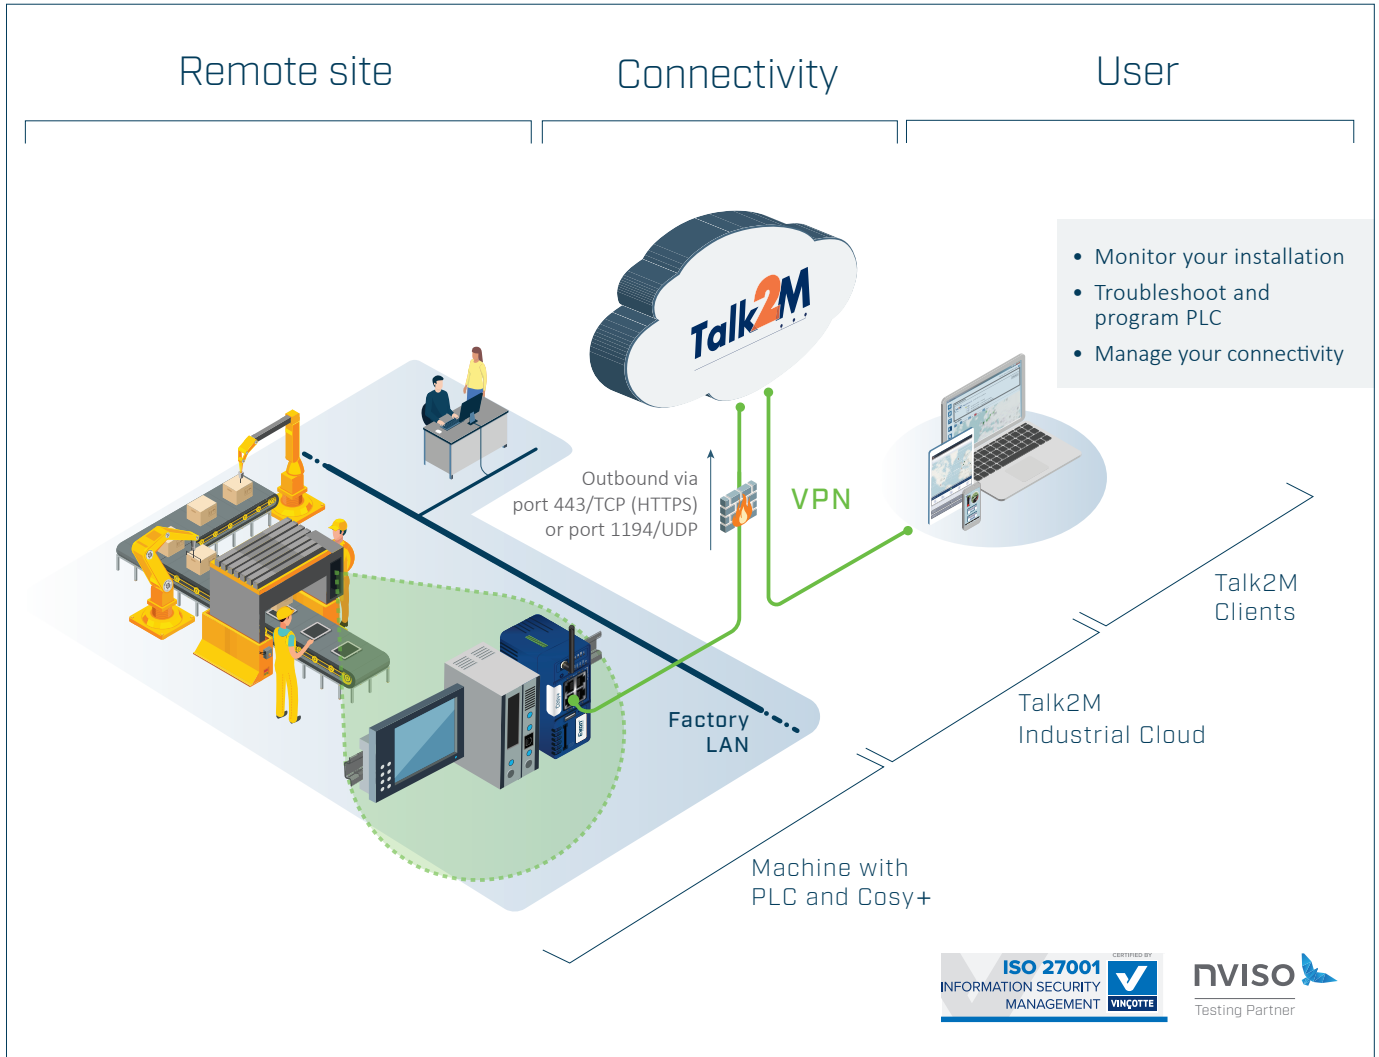 Remote site
Connectivity
User
Talk2M
• Monitor your installation
• Troubleshoot and
program PLC
• Manage your connectivity
Outbound via
port 443/TCP (HTTPS)
or port 1194/UDP
VPN
Factory
LAN
Cosy+
Ewon
Talk2M
Clients
Talk2M
Industrial Cloud
Machine with
PLC and Cosy+
CERTIFIED BY
ISO 27001
INFORMATION SECURITY
MANAGEMENT
VINÇOTTE
nviso
Testing Partner